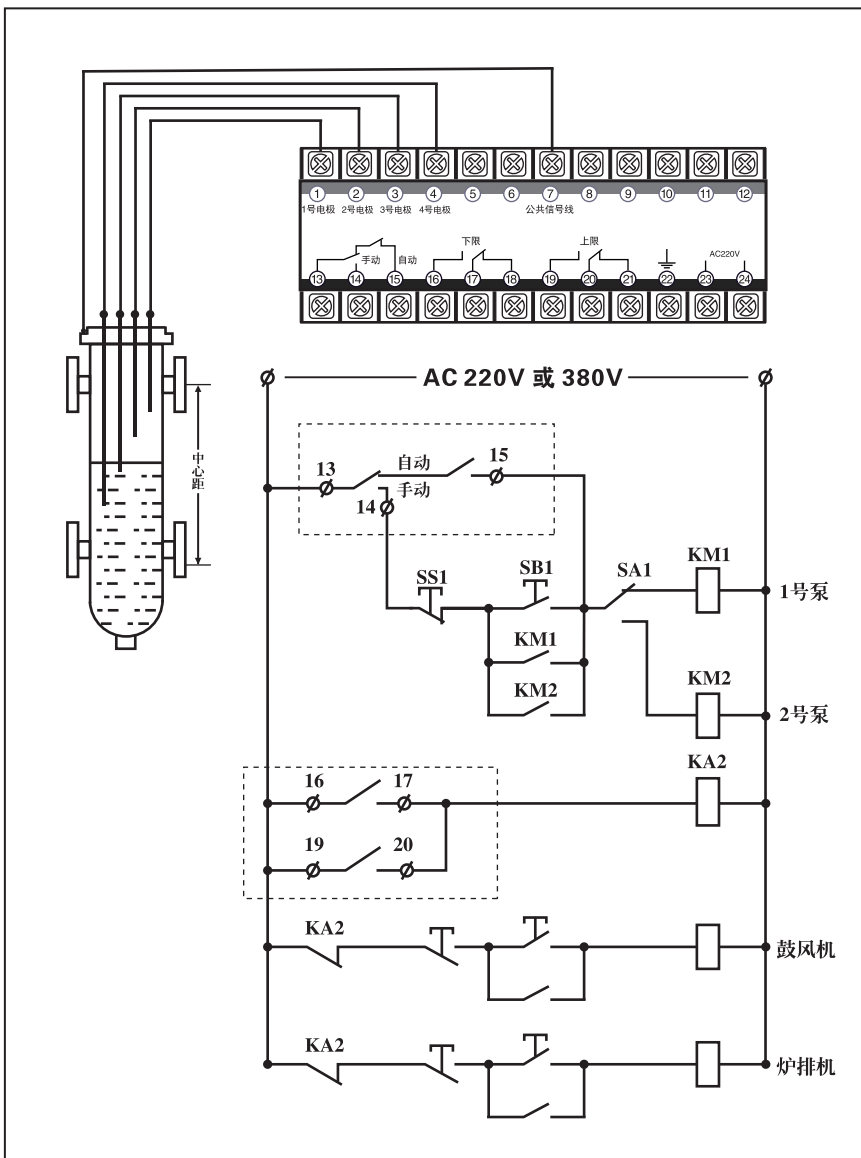 1 2 3 4 5 6 7 8 9 10 11 12
1号电极 2号电极 3号电极 4号电极 公共信号线
下限 上限
手动 自动 AC220V
13 14 15 16 17 18 19 20 21 22 23 24
AC 220V 或 380V
中心距
13 自动 15
手动
14
SS1 SB1 SA1 KM1
1号泵
KM1
KM2 KM2
2号泵
KA2
16 17
19 20
KA2
鼓风机
KA2
炉排机